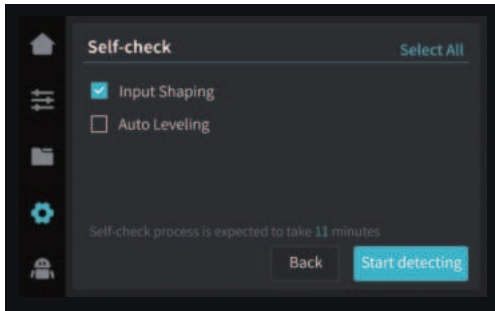 Self-check
Select All
Input Shaping
Auto Leveling
Self-check process is expected to take 11 minutes
Back
Start detecting